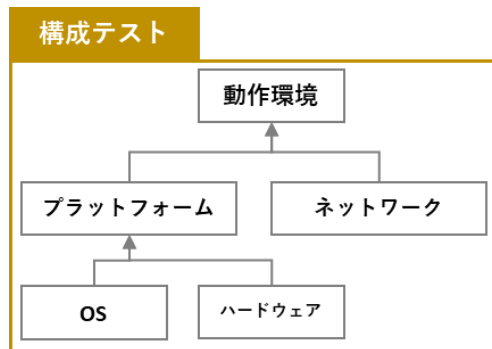 構成テスト
動作環境
プラットフォーム
ネットワーク
OS
ハードウェア